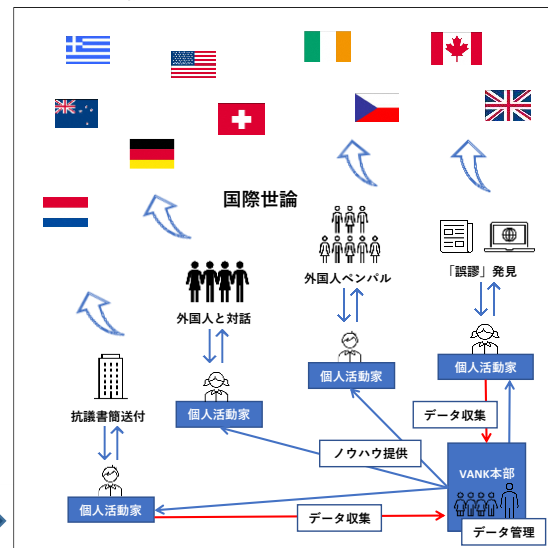 国際世論
外国人ペンパル
「誤謬」発見
外国人と対話
個人活動家
個人活動家
抗議書簡送付
個人活動家
データ収集
ノウハウ提供
VANK本部
個人活動家
データ収集
データ管理